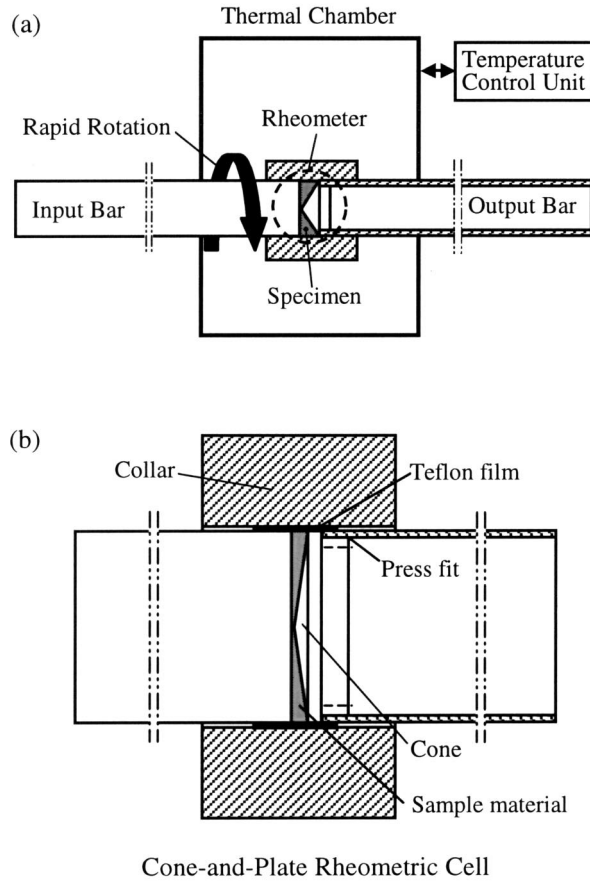 (a)
Thermal Chamber
Temperature
Control Unit
Rapid Rotation
Rheometer
Input Bar
Output Bar
Specimen
(b)
Collar
Teflon film
Press fit
Cone
Sample material
Cone-and-Plate Rheometric Cell